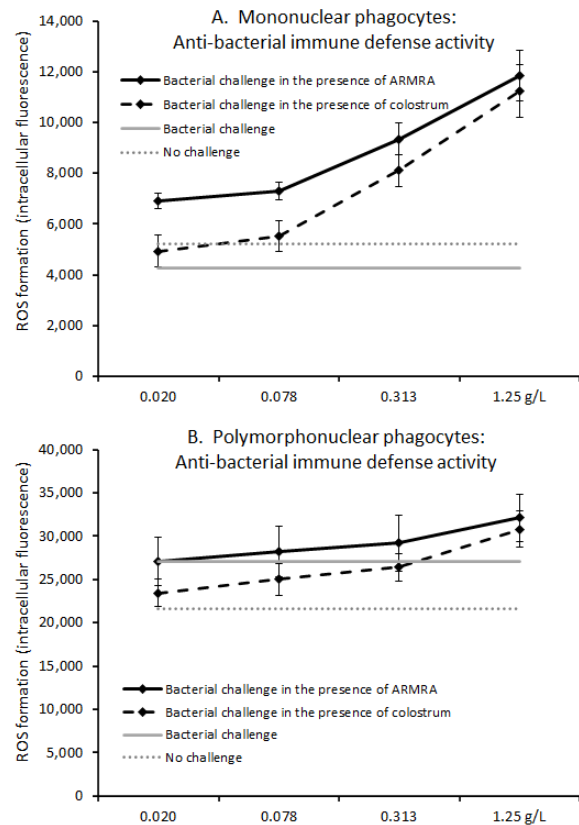 A. Mononuclear phagocytes:
Anti-bacterial immune defense activity
ROS formation (intracellular fluorescence)
14,000
12,000
10,000
8,000
6,000
4,000
2,000
0
Bacterial challenge in the presence of ARMRA
Bacterial challenge in the presence of colostrum
Bacterial challenge
No challenge
0.020 0.078 0.313 1.25 g/L
B. Polymorphonuclear phagocytes:
Anti-bacterial immune defense activity
ROS formation (intracellular fluorescence)
40,000
35,000
30,000
25,000
20,000
15,000
10,000
5,000
0
Bacterial challenge in the presence of ARMRA
Bacterial challenge in the presence of colostrum
Bacterial challenge
No challenge
0.020 0.078 0.313 1.25 g/L